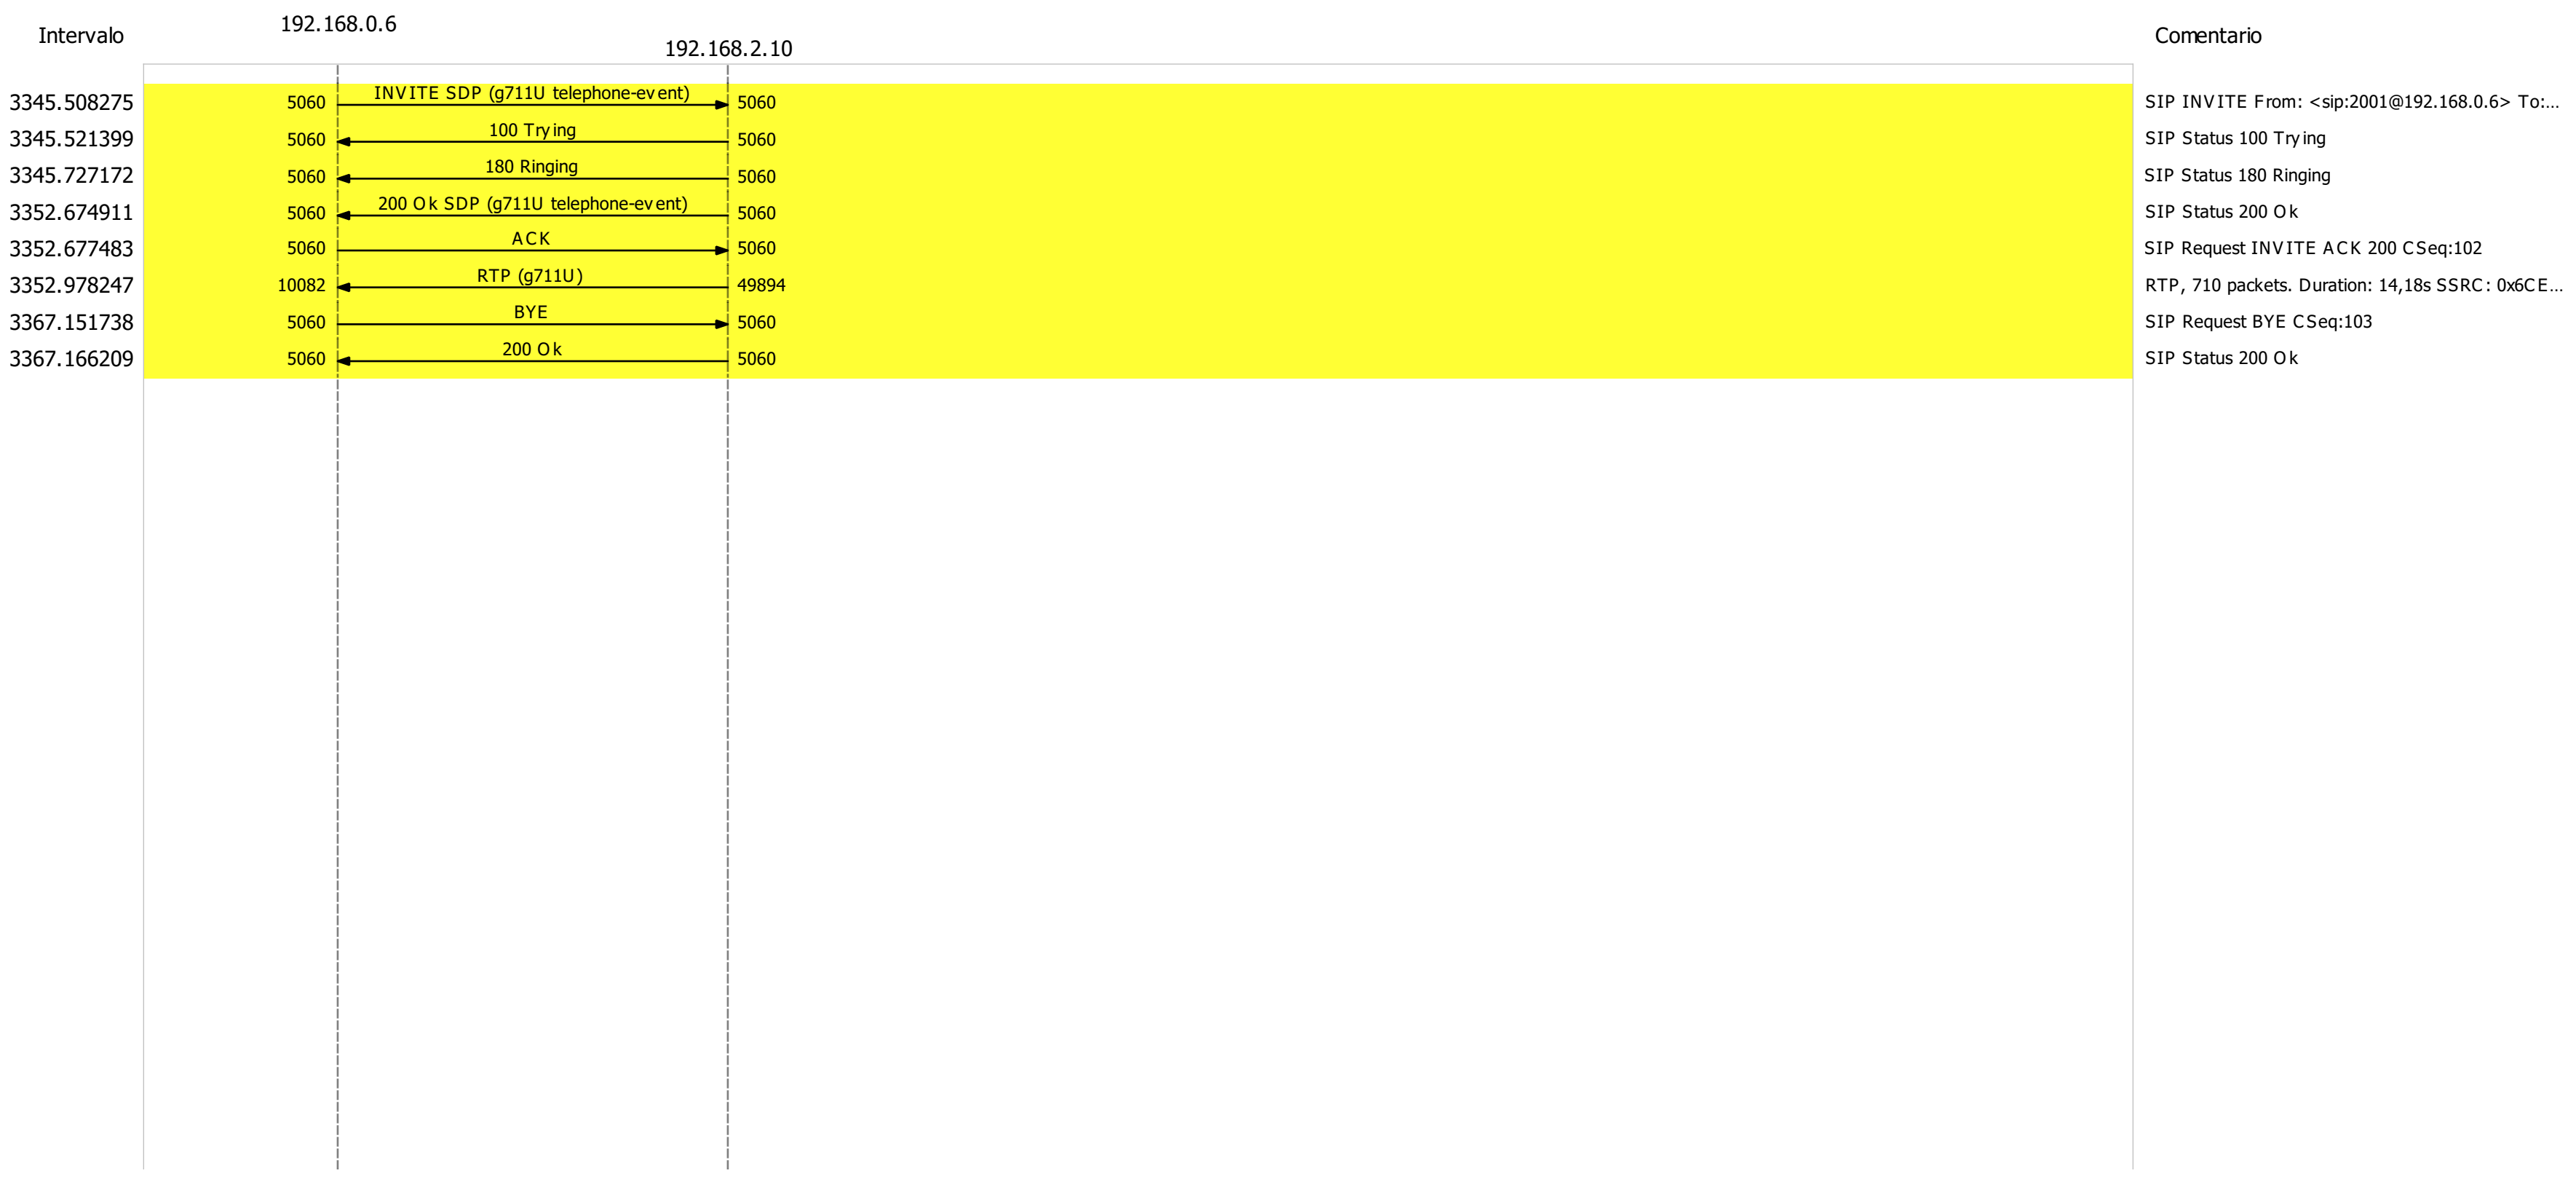 Intervalo 192.168.0.6 192.168.2.10 Comentario
3345.508275 5060 INVITE SDP (g711U telephone-event) 5060 SIP INVITE From: <sip:2001@192.168.0.6> To:...
3345.521399 5060 100 Trying 5060 SIP Status 100 Trying
3345.727172 5060 180 Ringing 5060 SIP Status 180 Ringing
3352.674911 5060 200 Ok SDP (g711U telephone-event) 5060 SIP Status 200 Ok
3352.677483 5060 ACK 5060 SIP Request INVITE ACK 200 CSeq:102
3352.978247 10082 RTP (g711U) 49894 RTP, 710 packets. Duration: 14,18s SSRC: 0x6CE...
3367.151738 5060 BYE 5060 SIP Request BYE CSeq:103
3367.166209 5060 200 Ok 5060 SIP Status 200 Ok